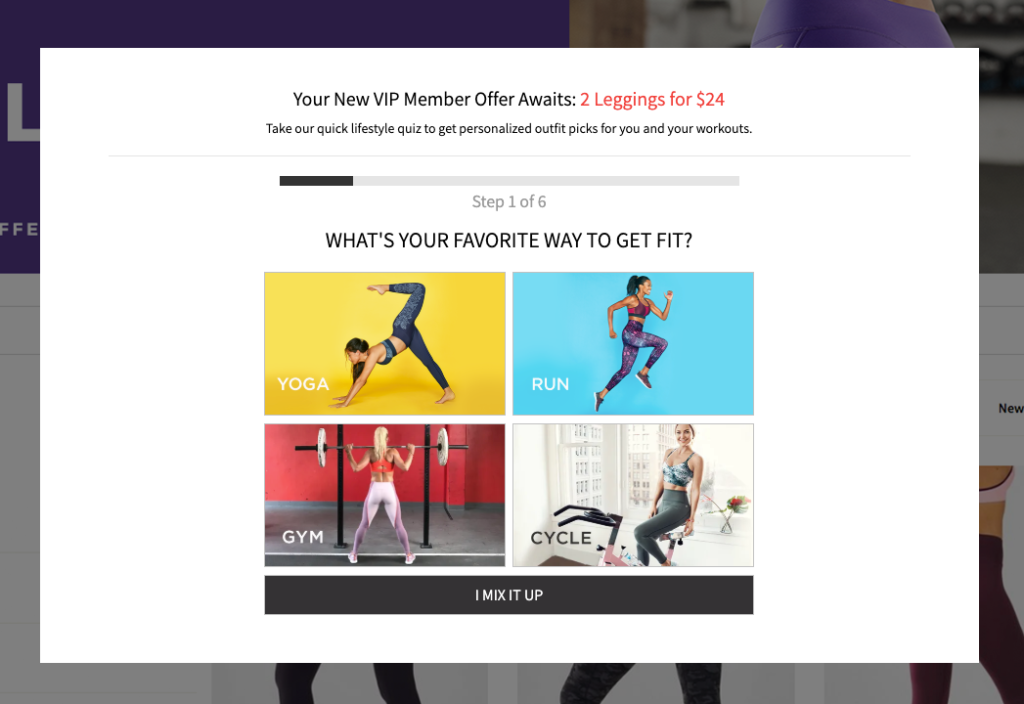 L
FFE
Your New VIP Member Offer Awaits: 2 Leggings for $24
Take our quick lifestyle quiz to get personalized outfit picks for you and your workouts.
Step 1 of 6
WHAT'S YOUR FAVORITE WAY TO GET FIT?
YOGA
RUN
GYM
CYCLE
I MIX IT UP
New